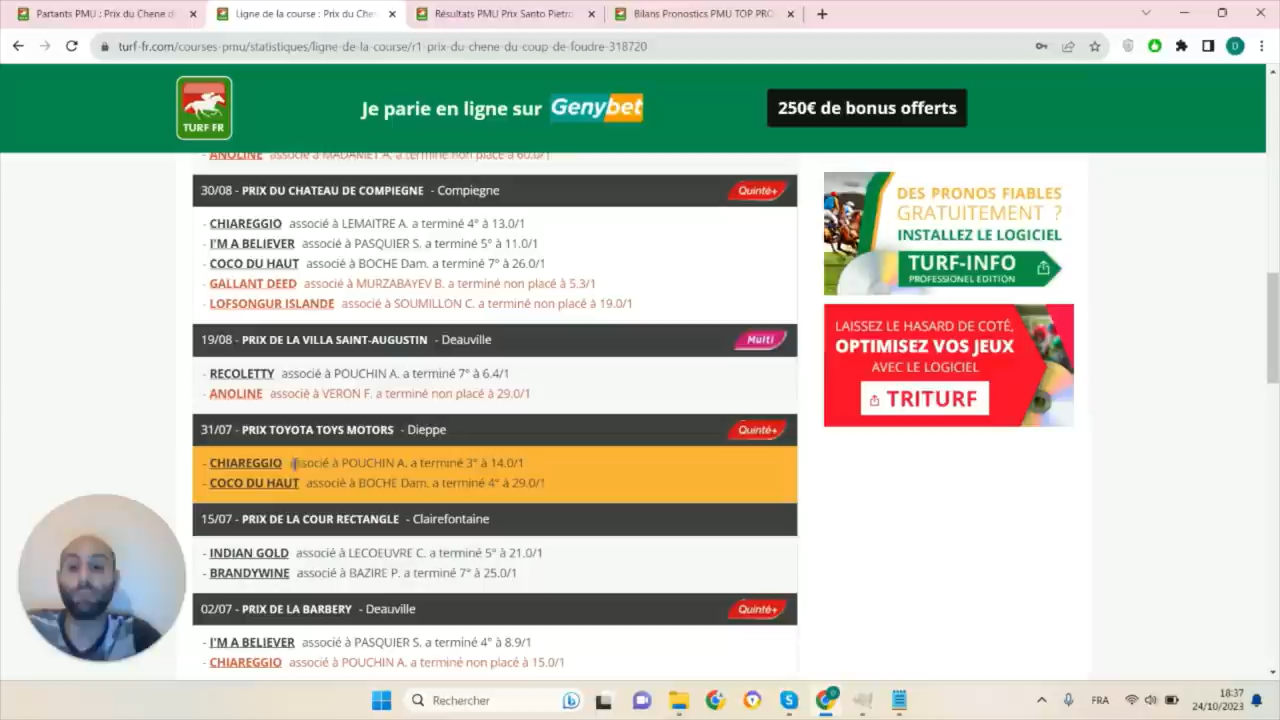 Partants PMU : Prix du Chene d
Ligne de la course : Prix du Che
Résultats PMU Prix Santo Pietro
Bilans Pronostics PMU TOP PRO
turf-fr.com/courses-pmu/statistiques/ligne-de-la-course/r1-prix-du-chene-du-coup-de-foudre-318720
D
TURF FR
Je parie en ligne sur Genybet
250€ de bonus offerts
- ANOLINE associé à MADAMET A. a terminé non placé à 60.0/1
30/08 - PRIX DU CHATEAU DE COMPIEGNE - Compiegne Quinté+
- CHIAREGGIO associé à LEMAITRE A. a terminé 4° à 13.0/1
- I'M A BELIEVER associé à PASQUIER S. a terminé 5° à 11.0/1
- COCO DU HAUT associé à BOCHE Dam. a terminé 7° à 26.0/1
- GALLANT DEED associé à MURZABAYEV B. a terminé non placé à 5.3/1
- LOFSONGUR ISLANDE associé à SOUMILLON C. a terminé non placé à 19.0/1
19/08 - PRIX DE LA VILLA SAINT-AUGUSTIN - Deauville Multi
- RECOLETTY associé à POUCHIN A. a terminé 7° à 6.4/1
- ANOLINE associé à VERON F. a terminé non placé à 29.0/1
31/07 - PRIX TOYOTA TOYS MOTORS - Dieppe Quinté+
- CHIAREGGIO associé à POUCHIN A. a terminé 3° à 14.0/1
- COCO DU HAUT associé à BOCHE Dam. a terminé 4° à 29.0/1
15/07 - PRIX DE LA COUR RECTANGLE - Clairefontaine
- INDIAN GOLD associé à LECOEUVRE C. a terminé 5° à 21.0/1
- BRANDYWINE associé à BAZIRE P. a terminé 7° à 25.0/1
02/07 - PRIX DE LA BARBERY - Deauville Quinté+
- I'M A BELIEVER associé à PASQUIER S. a terminé 4° à 8.9/1
- CHIAREGGIO associé à POUCHIN A. a terminé non placé à 15.0/1
DES PRONOS FIABLES
GRATUITEMENT ?
INSTALLEZ LE LOGICIEL
TURF-INFO
PROFESSIONEL EDITION
LAISSEZ LE HASARD DE COTÉ,
OPTIMISEZ VOS JEUX
AVEC LE LOGICIEL
TRITURF
Rechercher
FRA
18:37
24/10/2023